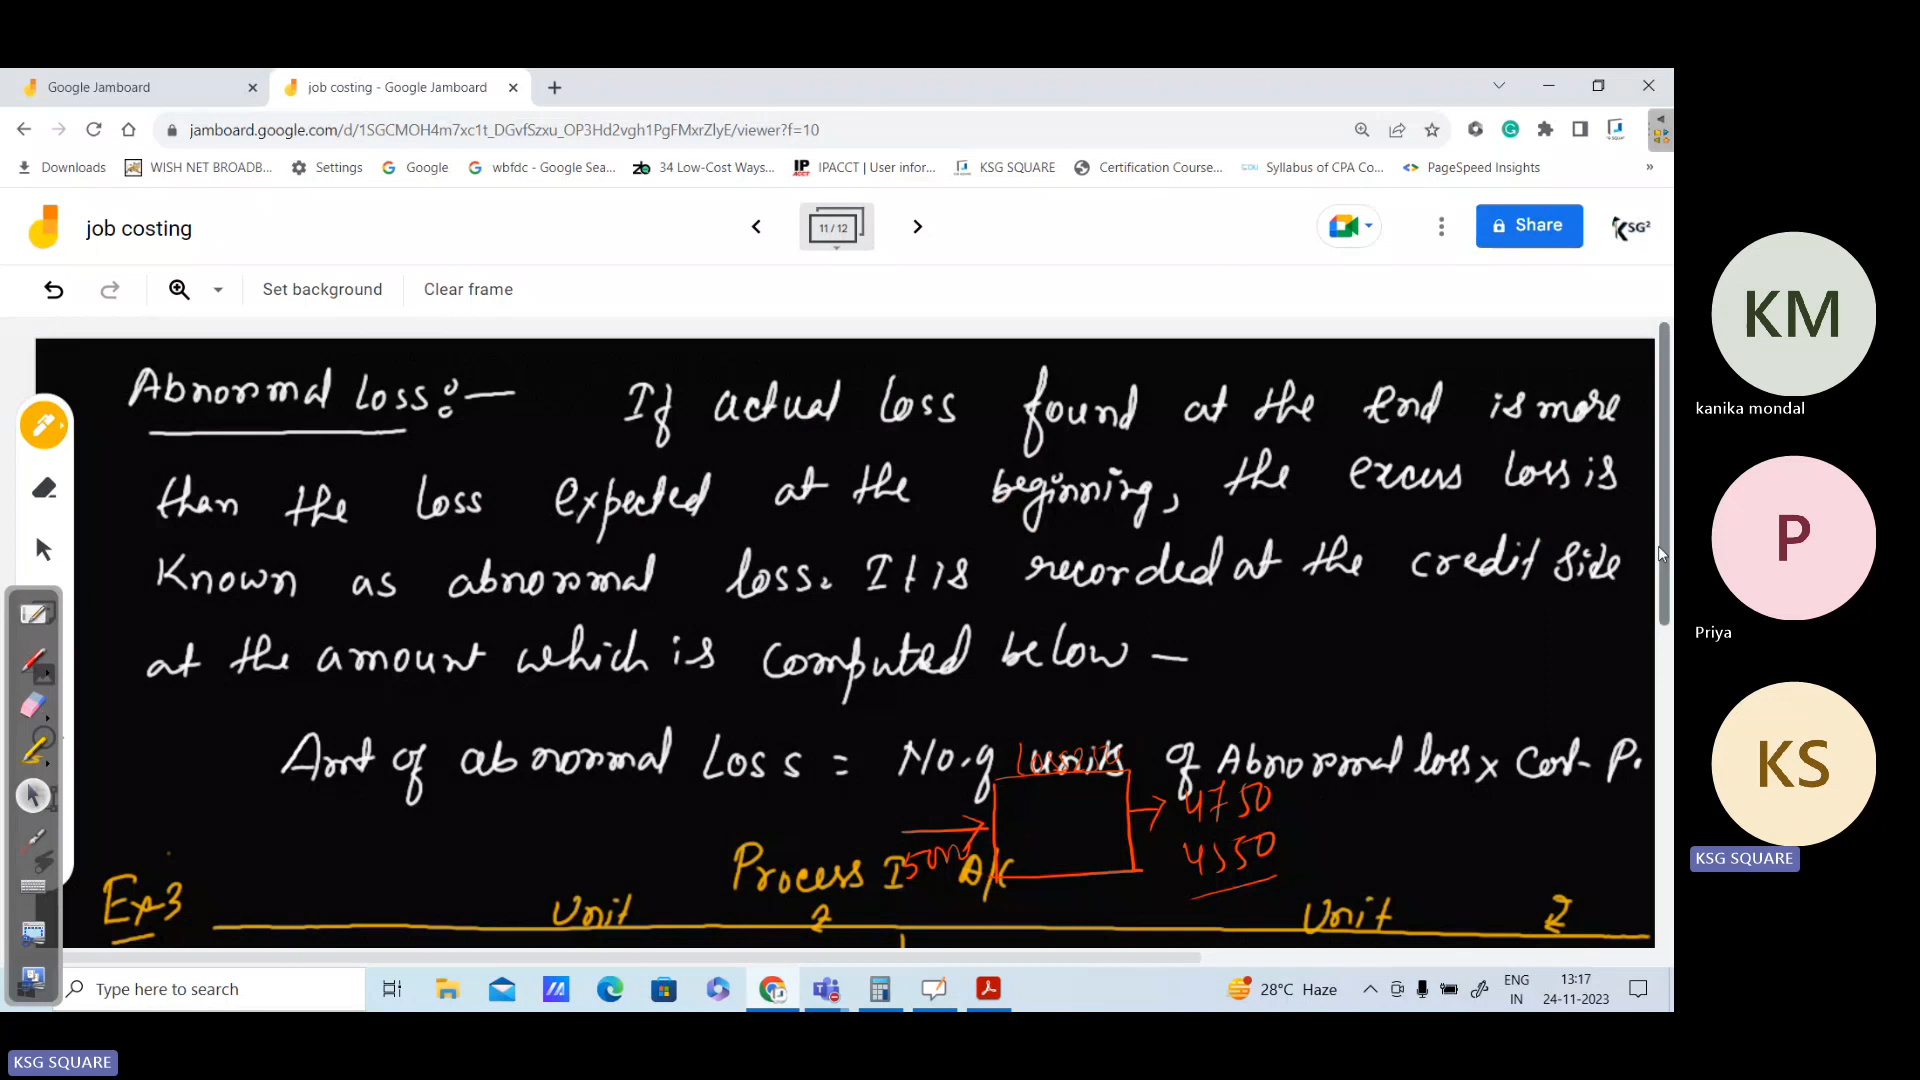 Google Jamboard
job costing - Google Jamboard
jamboard.google.com/d/1SGCMOH4m7xc1t_DGvfSzxu_OP3Hd2vgh1PgFMxrZlyE/viewer?f=10
Downloads
WISH NET BROADB...
Settings
Google
wbfdc - Google Sea...
34 Low-Cost Ways...
IPACCT | User infor...
KSG SQUARE
Certification Course...
Syllabus of CPA Co...
PageSpeed Insights
»
job costing
11 / 12
Share
KSG²
Set background
Clear frame
Abnormal Loss:— If actual loss found at the end is more
than the loss expected at the beginning, the excess loss is
Known as abnormal loss. It is recorded at the credit side
at the amount which is computed below —
Amt of abnormal Loss = No. of units of Abnormal loss x Cost P.
4750
5000
4550
Process I A/c
Ex-3
Unit
Unit
Type here to search
28°C Haze
ENG
IN
13:17
24-11-2023
KM
kanika mondal
P
Priya
KS
KSG SQUARE
KSG SQUARE